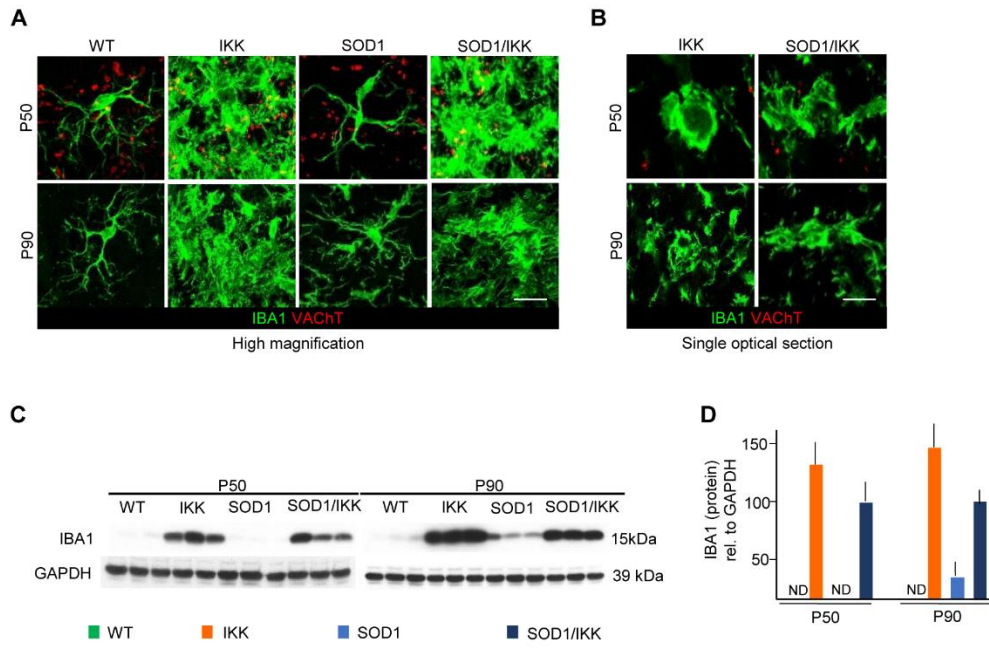 A
WT IKK SOD1 SOD1/IKK
P50
P90
IBA1 VAChT
High magnification
B
IKK SOD1/IKK
P50
P90
IBA1 VAChT
Single optical section
C
P50 P90
WT IKK SOD1 SOD1/IKK WT IKK SOD1 SOD1/IKK
IBA1 15kDa
GAPDH 39 kDa
WT IKK SOD1 SOD1/IKK
D
IBA1 (protein)
rel. to GAPDH
150
100
50
ND ND ND
P50 P90